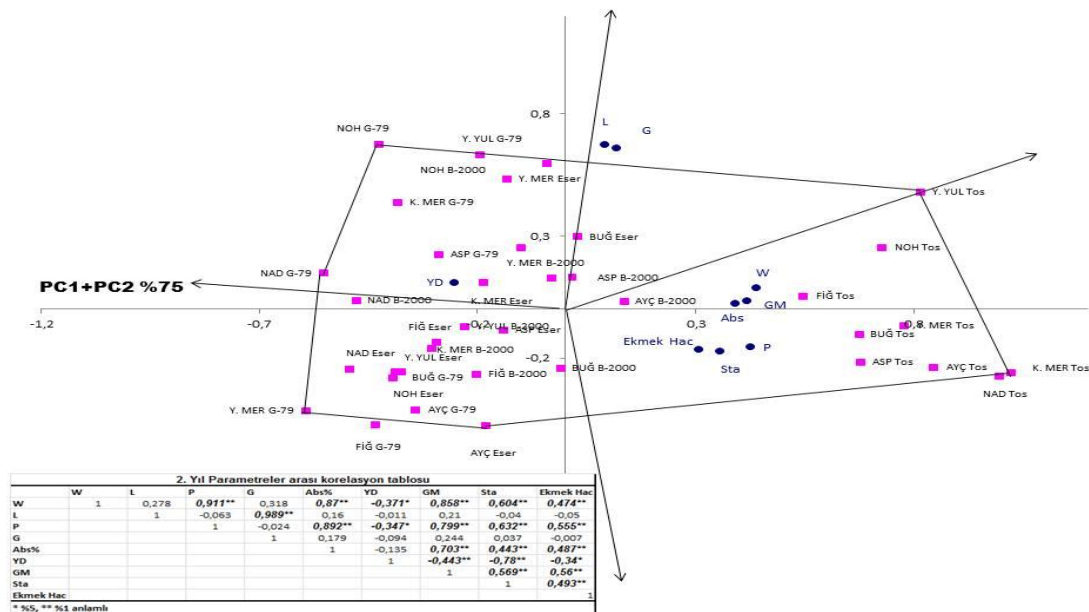 0,8
L
G
NOH G-79
Y. YUL G-79
NOH B-2000
Y. MER Eser
Y. YUL Tos
K. MER G-79
0,3
BUĞ Eser
NOH Tos
ASP G-79
Y. MER B-2000
NAD G-79
YD
ASP B-2000
W
PC1+PC2 %75
K. MER Eser
FİĞ Tos
NAD B-2000
AYÇ B-2000
GM
Abs
-1,2
-0,7
-0,2
0,3
0,8
FİĞ Eser
Y. YUL B-2000
ASP Eser
Y. MER Tos
BUĞ Tos
Ekmek Hac
P
K. MER B-2000
NAD Eser
Y. YUL Eser
-0,2
Sta
BUĞ G-79
FİĞ B-2000
BUĞ B-2000
ASP Tos
AYÇ Tos
K. MER Tos
NAD Tos
NOH Eser
Y. MER G-79
AYÇ G-79
FİĞ G-79
AYÇ Eser
2. Yıl Parametreler arası korelasyon tablosu
W L P G Abs% YD GM Sta Ekmek Hac
W 1 0,278 0,911** 0,318 0,87** -0,371* 0,858** 0,604** 0,474**
L 1 -0,063 0,989** 0,16 -0,011 0,21 -0,04 -0,05
P 1 -0,024 0,892** -0,347* 0,799** 0,632** 0,555**
G 1 0,179 -0,094 0,244 0,037 -0,007
Abs% 1 -0,135 0,703** 0,443** 0,487**
YD 1 -0,443** -0,78** -0,34*
GM 1 0,569** 0,56**
Sta 1 0,493**
Ekmek Hac 1
* %5, ** %1 anlamlı